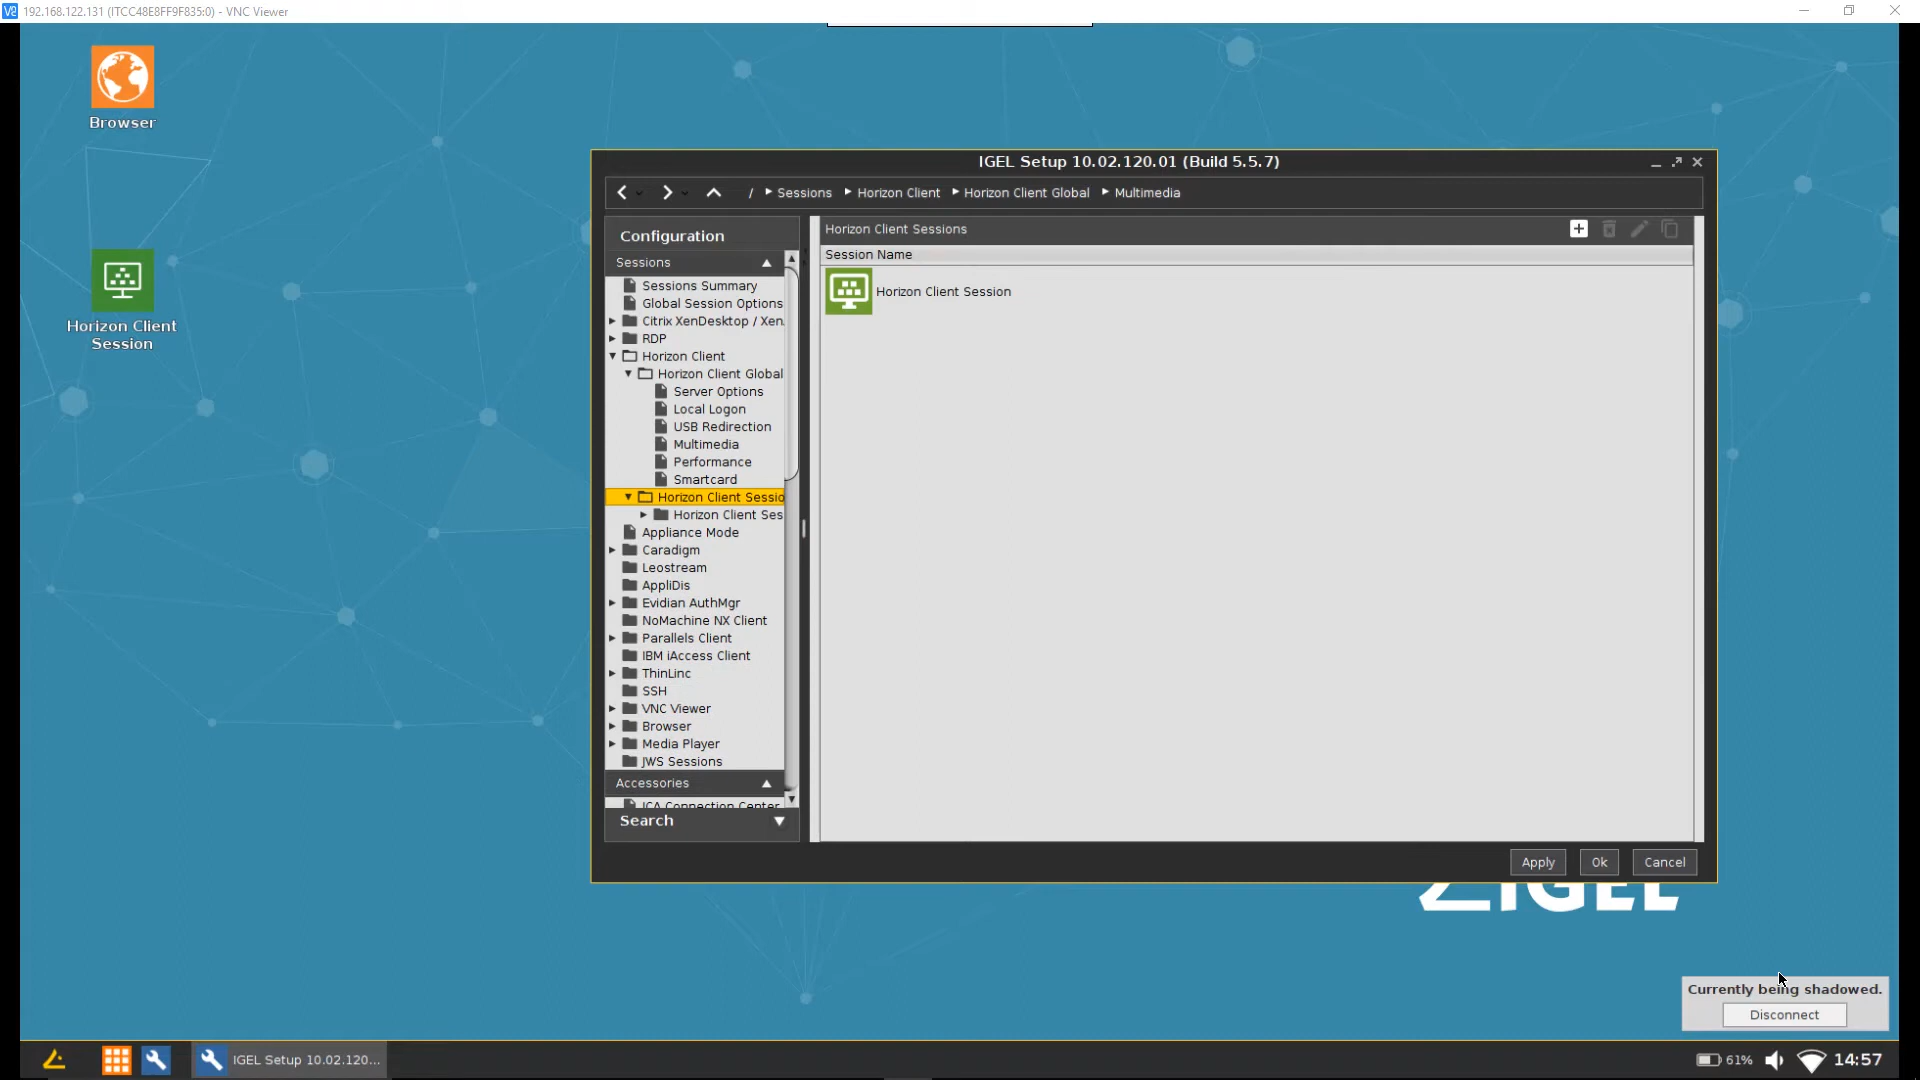 192.168.122.131 (ITCC48E8FF9F835:0) - VNC Viewer
Browser
Horizon Client
Session
IGEL Setup 10.02.120.01 (Build 5.5.7)
/ Sessions Horizon Client Horizon Client Global Multimedia
Configuration
Sessions
Sessions Summary
Global Session Options
Citrix XenDesktop / Xen
RDP
Horizon Client
Horizon Client Global
Server Options
Local Logon
USB Redirection
Multimedia
Performance
Smartcard
Horizon Client Sessio
Horizon Client Ses
Appliance Mode
Caradigm
Leostream
AppliDis
Evidian AuthMgr
NoMachine NX Client
Parallels Client
IBM iAccess Client
ThinLinc
SSH
VNC Viewer
Browser
Media Player
JWS Sessions
Accessories
ICA Connection Center
Search
Horizon Client Sessions
Session Name
Horizon Client Session
Apply Ok Cancel
IGEL
Currently being shadowed.
Disconnect
IGEL Setup 10.02.120...
61% 14:57